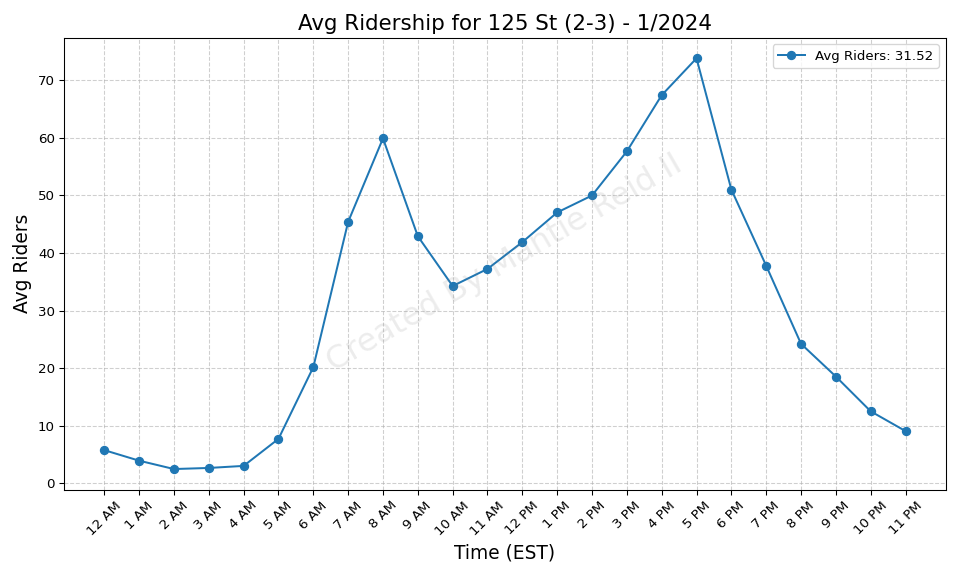 Avg Ridership for 125 St (2-3) - 1/2024
Avg Riders: 31.52
70
60
50
40
30
20
10
0
Avg Riders
Created By Mantie Reid II
12 AM
1 AM
2 AM
3 AM
4 AM
5 AM
6 AM
7 AM
8 AM
9 AM
10 AM
11 AM
12 PM
1 PM
2 PM
3 PM
4 PM
5 PM
6 PM
7 PM
8 PM
9 PM
10 PM
11 PM
Time (EST)